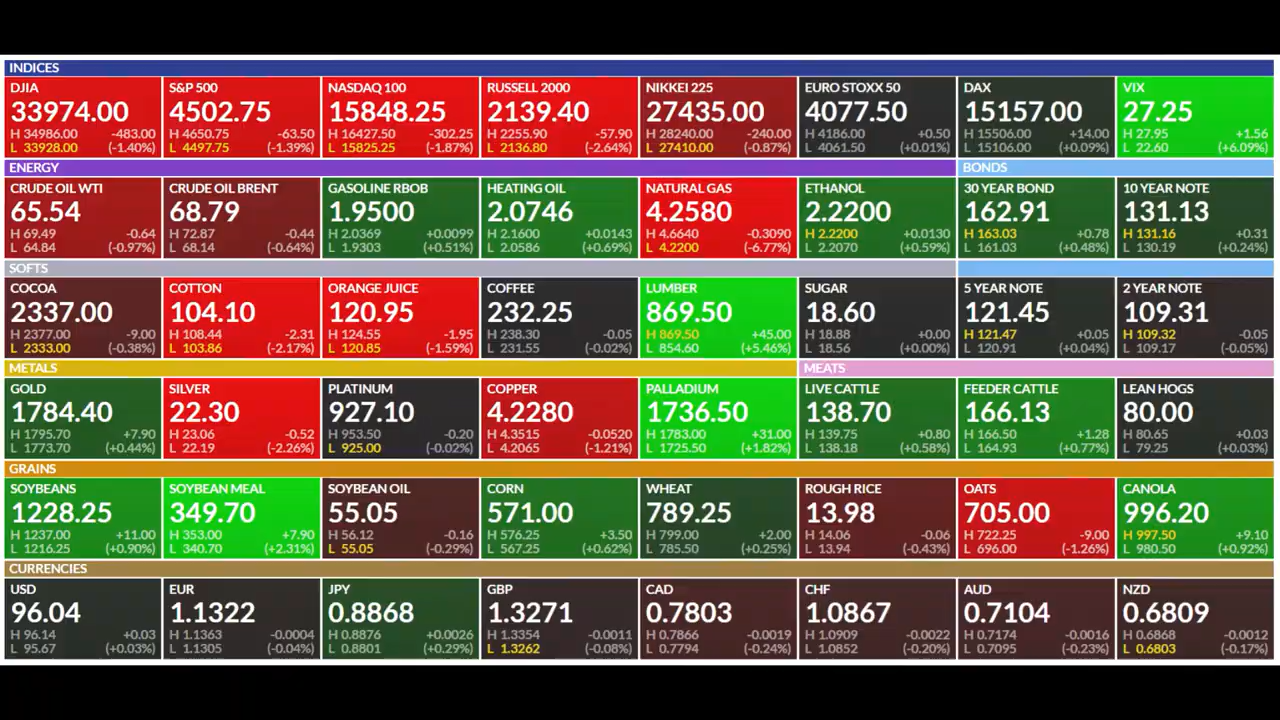 INDICES
DJIA S&P 500 NASDAQ 100 RUSSELL 2000 NIKKEI 225 EURO STOXX 50 DAX VIX
33974.00 4502.75 15848.25 2139.40 27435.00 4077.50 15157.00 27.25
H 34986.00 -483.00 H 4650.75 -63.50 H 16427.50 -302.25 H 2255.90 -57.90 H 28240.00 -240.00 H 4186.00 +0.50 H 15506.00 +14.00 H 27.95 +1.56
L 33928.00 (-1.40%) L 4497.75 (-1.39%) L 15825.25 (-1.87%) L 2136.80 (-2.64%) L 27410.00 (-0.87%) L 4061.50 (+0.01%) L 15106.00 (+0.09%) L 22.60 (+6.09%)
ENERGY BONDS
CRUDE OIL WTI CRUDE OIL BRENT GASOLINE RBOB HEATING OIL NATURAL GAS ETHANOL 30 YEAR BOND 10 YEAR NOTE
65.54 68.79 1.9500 2.0746 4.2580 2.2200 162.91 131.13
H 69.49 -0.64 H 72.87 -0.44 H 2.0369 +0.0099 H 2.1600 +0.0143 H 4.6640 -0.3090 H 2.2200 +0.0130 H 163.03 +0.78 H 131.16 +0.31
L 64.84 (-0.97%) L 68.14 (-0.64%) L 1.9303 (+0.51%) L 2.0586 (+0.69%) L 4.2200 (-6.77%) L 2.2070 (+0.59%) L 161.03 (+0.48%) L 130.19 (+0.24%)
SOFTS
COCOA COTTON ORANGE JUICE COFFEE LUMBER SUGAR 5 YEAR NOTE 2 YEAR NOTE
2337.00 104.10 120.95 232.25 869.50 18.60 121.45 109.31
H 2377.00 -9.00 H 108.44 -2.31 H 124.55 -1.95 H 238.30 -0.05 H 869.50 +45.00 H 18.88 +0.00 H 121.47 +0.05 H 109.32 -0.05
L 2333.00 (-0.38%) L 103.86 (-2.17%) L 120.85 (-1.59%) L 231.55 (-0.02%) L 854.60 (+5.46%) L 18.56 (+0.00%) L 120.91 (+0.04%) L 109.17 (-0.05%)
METALS MEATS
GOLD SILVER PLATINUM COPPER PALLADIUM LIVE CATTLE FEEDER CATTLE LEAN HOGS
1784.40 22.30 927.10 4.2280 1736.50 138.70 166.13 80.00
H 1795.70 +7.90 H 23.06 -0.52 H 953.50 -0.20 H 4.3515 -0.0520 H 1783.00 +31.00 H 139.75 +0.80 H 166.50 +1.28 H 80.65 +0.03
L 1773.70 (+0.44%) L 22.19 (-2.26%) L 925.00 (-0.02%) L 4.2065 (-1.21%) L 1725.50 (+1.82%) L 138.18 (+0.58%) L 164.93 (+0.77%) L 79.25 (+0.03%)
GRAINS
SOYBEANS SOYBEAN MEAL SOYBEAN OIL CORN WHEAT ROUGH RICE OATS CANOLA
1228.25 349.70 55.05 571.00 789.25 13.98 705.00 996.20
H 1237.00 +11.00 H 353.00 +7.90 H 56.12 -0.16 H 576.25 +3.50 H 799.00 +2.00 H 14.06 -0.06 H 722.25 -9.00 H 997.50 +9.10
L 1216.25 (+0.90%) L 340.70 (+2.31%) L 55.05 (-0.29%) L 567.25 (+0.62%) L 785.50 (+0.25%) L 13.94 (-0.43%) L 696.00 (-1.26%) L 980.50 (+0.92%)
CURRENCIES
USD EUR JPY GBP CAD CHF AUD NZD
96.04 1.1322 0.8868 1.3271 0.7803 1.0867 0.7104 0.6809
H 96.14 +0.03 H 1.1363 -0.0004 H 0.8876 +0.0026 H 1.3354 -0.0011 H 0.7866 -0.0019 H 1.0909 -0.0022 H 0.7174 -0.0016 H 0.6868 -0.0012
L 95.67 (+0.03%) L 1.1305 (-0.04%) L 0.8801 (+0.29%) L 1.3262 (-0.08%) L 0.7794 (-0.24%) L 1.0852 (-0.20%) L 0.7095 (-0.23%) L 0.6803 (-0.17%)